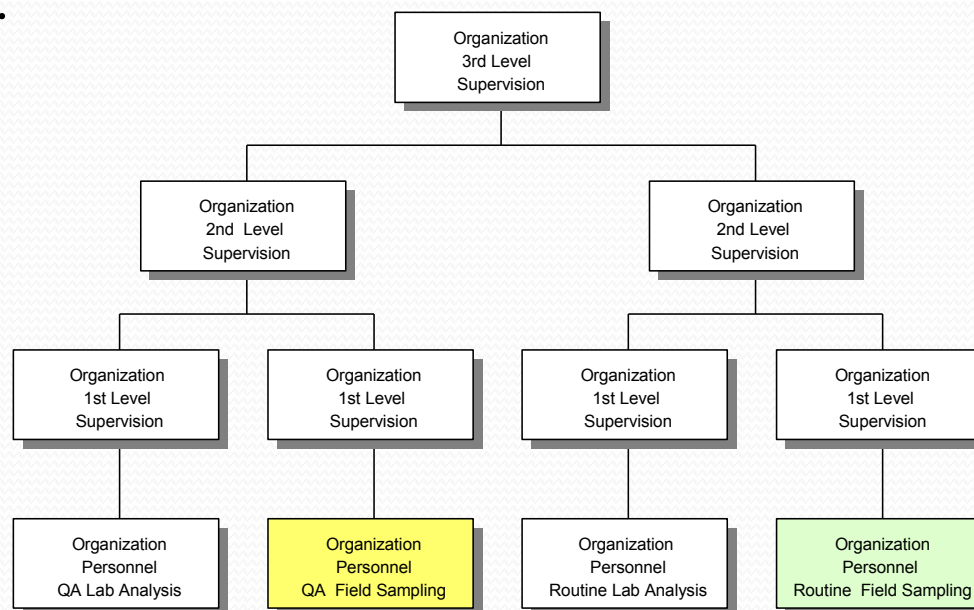 Organization
3rd Level
Supervision
Organization
2nd Level
Supervision
Organization
2nd Level
Supervision
Organization
1st Level
Supervision
Organization
1st Level
Supervision
Organization
1st Level
Supervision
Organization
1st Level
Supervision
Organization
Personnel
QA Lab Analysis
Organization
Personnel
QA Field Sampling
Organization
Personnel
Routine Lab Analysis
Organization
Personnel
Routine Field Sampling